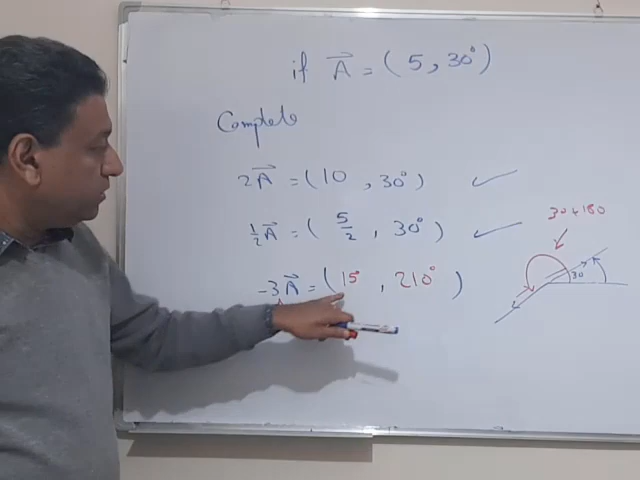 if A⃗ = ( 5 , 30° )
Complete
2A⃗ = ( 10 , 30° )
½A⃗ = ( 5/2 , 30° )
30+180
30°
-3A⃗ = ( 15° , 210° )